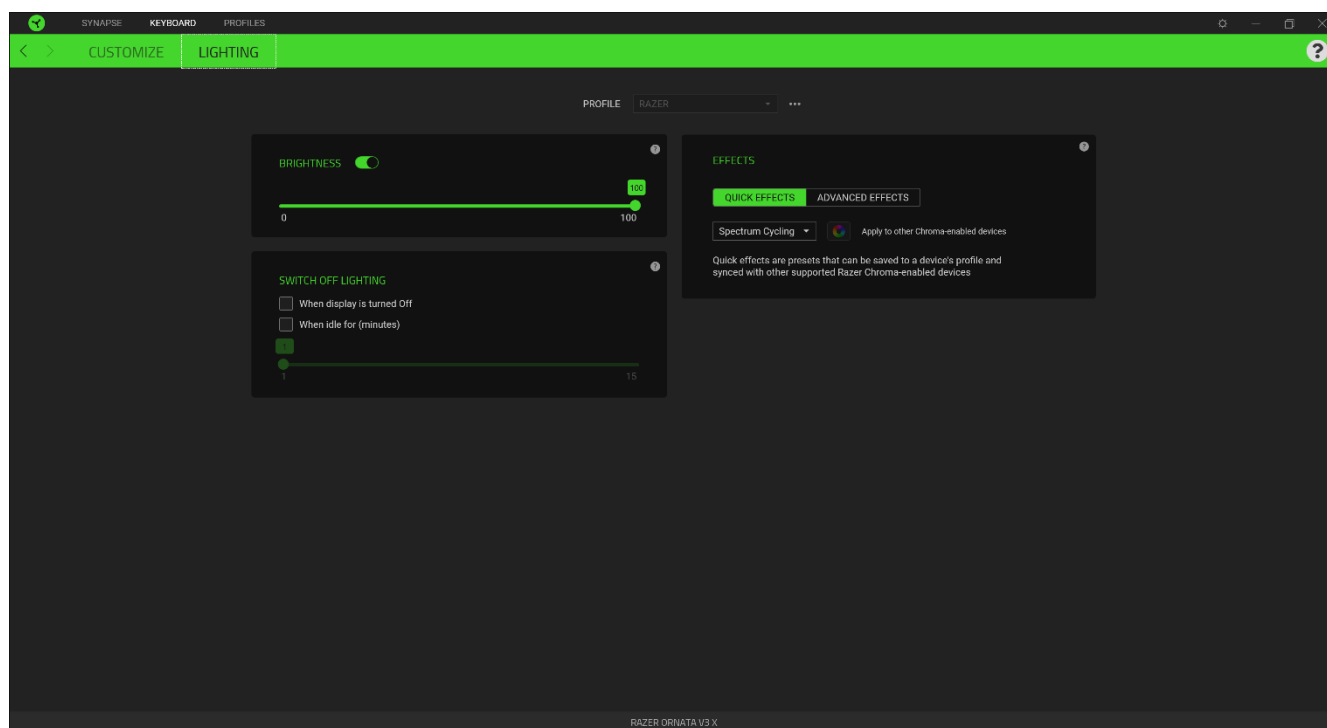 SYNAPSE KEYBOARD PROFILES
CUSTOMIZE LIGHTING ?
PROFILE RAZER
BRIGHTNESS ?
100
0 100
SWITCH OFF LIGHTING ?
When display is turned Off
When idle for (minutes)
1
1 15
EFFECTS ?
QUICK EFFECTS ADVANCED EFFECTS
Spectrum Cycling Apply to other Chroma-enabled devices
Quick effects are presets that can be saved to a device's profile and
synced with other supported Razer Chroma-enabled devices
RAZER ORNATA V3 X